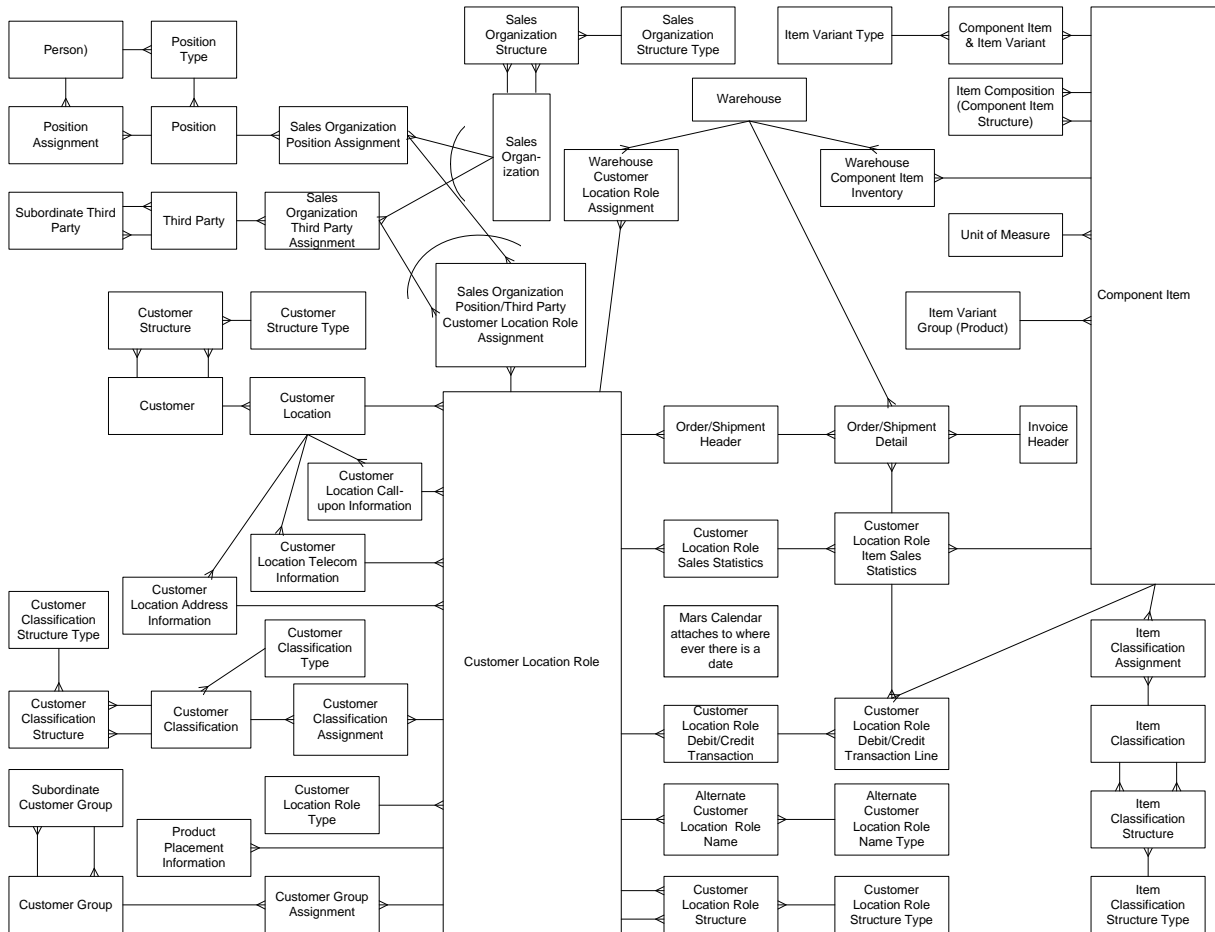 Person)
Position
Type
Sales
Organization
Structure
Sales
Organization
Structure Type
Item Variant Type
Component Item
& Item Variant
Position
Assignment
Position
Sales Organization
Position Assignment
Sales
Organ-
ization
Warehouse
Item Composition
(Component Item
Structure)
Warehouse
Customer
Location Role
Assignment
Warehouse
Component Item
Inventory
Subordinate Third
Party
Third Party
Sales
Organization
Third Party
Assignment
Unit of Measure
Sales Organization
Position/Third Party
Customer Location Role
Assignment
Component Item
Customer
Structure
Customer
Structure Type
Item Variant
Group (Product)
Customer
Customer
Location
Order/Shipment
Header
Order/Shipment
Detail
Invoice
Header
Customer
Location Call-
upon Information
Customer
Location Telecom
Information
Customer
Location Role
Sales Statistics
Customer
Location Role
Item Sales
Statistics
Customer
Location Address
Information
Customer
Classification
Structure Type
Customer
Classification
Type
Customer Location Role
Mars Calendar
attaches to where
ever there is a
date
Item
Classification
Assignment
Customer
Classification
Structure
Customer
Classification
Customer
Classification
Assignment
Customer
Location Role
Debit/Credit
Transaction
Customer
Location Role
Debit/Credit
Transaction Line
Item
Classification
Subordinate
Customer Group
Customer
Location Role
Type
Alternate
Customer
Location  Role
Name
Alternate
Customer
Location Role
Name Type
Item
Classification
Structure
Product
Placement
Information
Customer Group
Customer Group
Assignment
Customer
Location Role
Structure
Customer
Location Role
Structure Type
Item
Classification
Structure Type